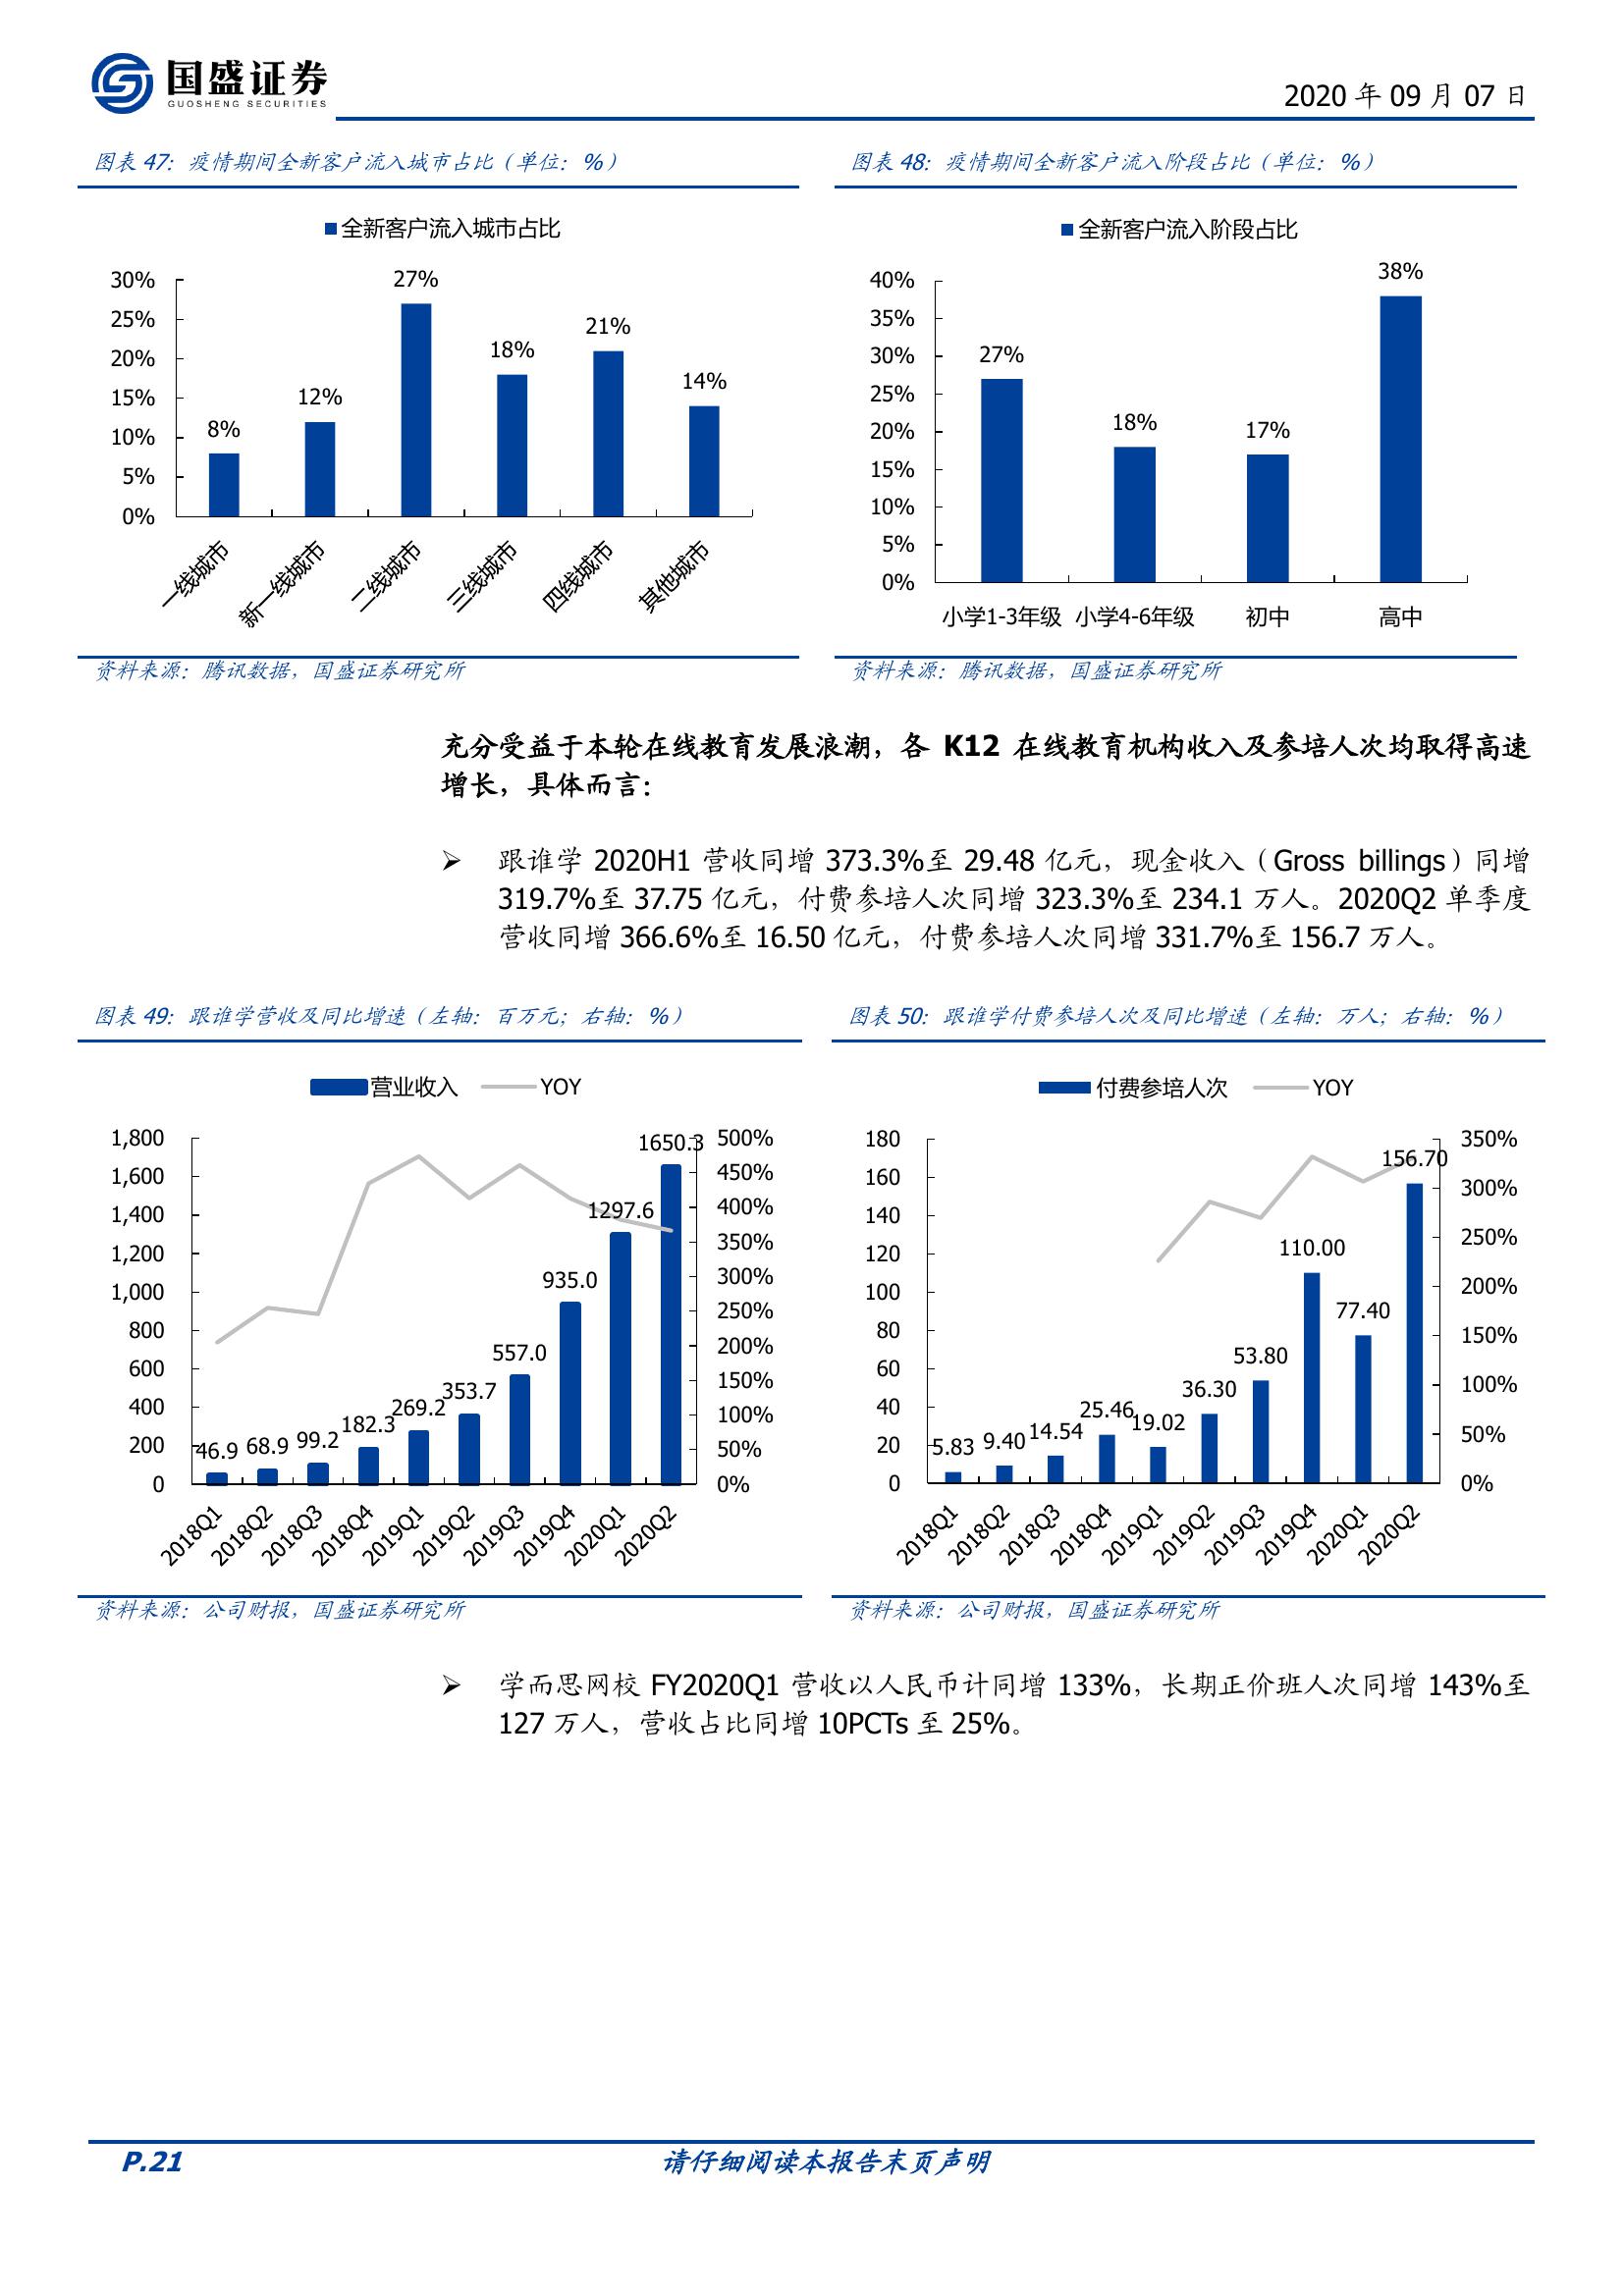 国盛证券
GUOSHENG SECURITIES
2020 年 09 月 07 日
图表 47：疫情期间全新客户流入城市占比（单位：%）
全新客户流入城市占比
30%
25%
20%
15%
10%
5%
0%
8%
12%
27%
18%
21%
14%
一线城市
新一线城市
二线城市
三线城市
四线城市
其他城市
资料来源：腾讯数据，国盛证券研究所
图表 48：疫情期间全新客户流入阶段占比（单位：%）
全新客户流入阶段占比
40%
35%
30%
25%
20%
15%
10%
5%
0%
27%
18%
17%
38%
小学1-3年级
小学4-6年级
初中
高中
资料来源：腾讯数据，国盛证券研究所
充分受益于本轮在线教育发展浪潮，各 K12 在线教育机构收入及参培人次均取得高速
增长，具体而言：
➢ 跟谁学 2020H1 营收同增 373.3%至 29.48 亿元，现金收入（Gross billings）同增
319.7%至 37.75 亿元，付费参培人次同增 323.3%至 234.1 万人。2020Q2 单季度
营收同增 366.6%至 16.50 亿元，付费参培人次同增 331.7%至 156.7 万人。
图表 49：跟谁学营收及同比增速（左轴：百万元；右轴：%）
营业收入
YOY
1,800
1,600
1,400
1,200
1,000
800
600
400
200
0
46.9
68.9
99.2
182.3
269.2
353.7
557.0
935.0
1297.6
1650.3
500%
450%
400%
350%
300%
250%
200%
150%
100%
50%
0%
2018Q1
2018Q2
2018Q3
2018Q4
2019Q1
2019Q2
2019Q3
2019Q4
2020Q1
2020Q2
资料来源：公司财报，国盛证券研究所
图表 50：跟谁学付费参培人次及同比增速（左轴：万人；右轴：%）
付费参培人次
YOY
180
160
140
120
100
80
60
40
20
0
5.83
9.40
14.54
25.46
19.02
36.30
53.80
110.00
77.40
156.70
350%
300%
250%
200%
150%
100%
50%
0%
2018Q1
2018Q2
2018Q3
2018Q4
2019Q1
2019Q2
2019Q3
2019Q4
2020Q1
2020Q2
资料来源：公司财报，国盛证券研究所
➢ 学而思网校 FY2020Q1 营收以人民币计同增 133%，长期正价班人次同增 143%至
127 万人，营收占比同增 10PCTs 至 25%。
P.21
请仔细阅读本报告末页声明